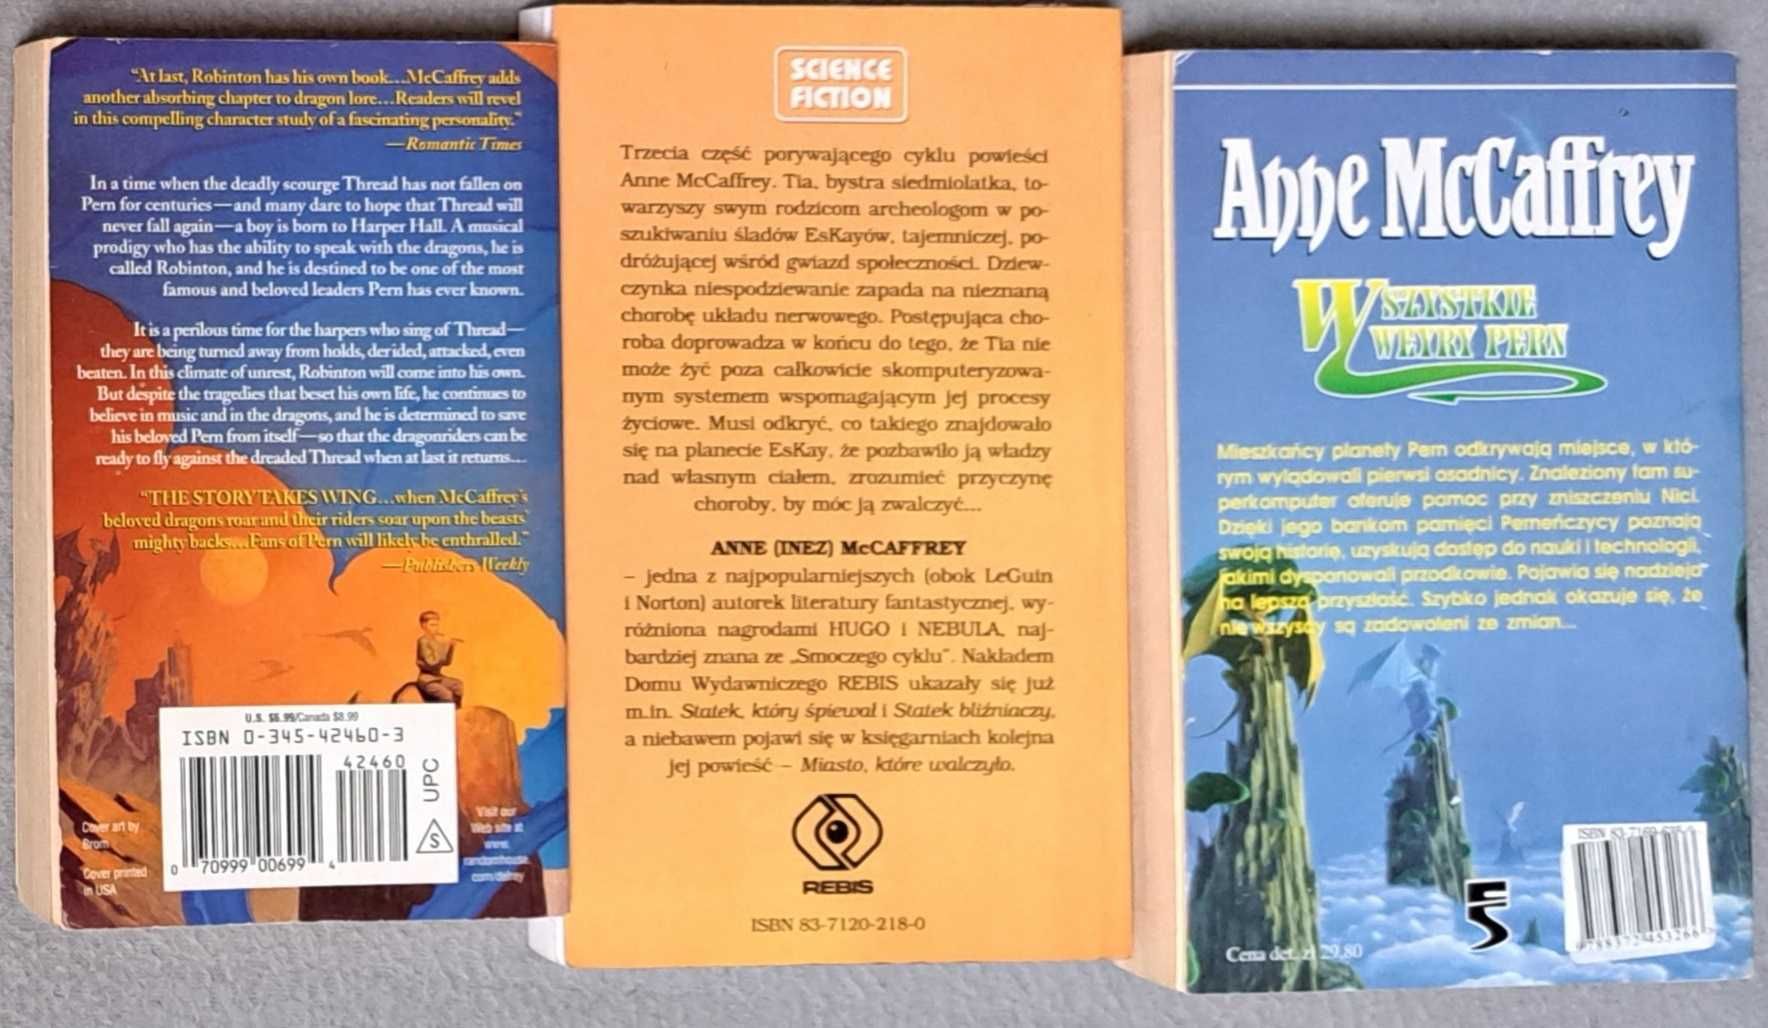 "At last, Robinton has his own book...McCaffrey adds
another absorbing chapter to dragon lore...Readers will revel
in this compelling character study of a fascinating personality."
—Romantic Times
In a time when the deadly scourge Thread has not fallen on
Pern for centuries—and many dare to hope that Thread will
never fall again—a boy is born to Harper Hall. A musical
prodigy who has the ability to speak with the dragons, he is
called Robinton, and he is destined to be one of the most
famous and beloved leaders Pern has ever known.
It is a perilous time for the harpers who sing of Thread—
they are being turned away from holds, derided, attacked, even
beaten. In this climate of unrest, Robinton will come into his own.
But despite the tragedies that beset his own life, he continues to
believe in music and in the dragons, and he is determined to save
his beloved Pern from itself—so that the dragonriders can be
ready to fly against the dreaded Thread when at last it returns...
"THE STORY TAKES WING...when McCaffrey's
beloved dragons roar and their riders soar upon the beasts'
mighty backs...Fans of Pern will likely be enthralled."
—Publishers Weekly
U.S. $6.99/Canada $8.99
ISBN 0-345-42460-3
42460
UPC
S
0 70999 00699 4
Cover art by
Brom
Cover printed
in USA
Visit our
Web site at
www.
randomhouse.
com/delrey
SCIENCE
FICTION
Trzecia część porywającego cyklu powieści
Anne McCaffrey. Tia, bystra siedmiolatka, to-
warzyszy swym rodzicom archeologom w po-
szukiwaniu śladów EsKayów, tajemniczej, po-
dróżującej wśród gwiazd społeczności. Dziew-
czynka niespodziewanie zapada na nieznaną
chorobę układu nerwowego. Postępująca cho-
roba doprowadza w końcu do tego, że Tia nie
może żyć poza całkowicie skomputeryzowa-
nym systemem wspomagającym jej procesy
życiowe. Musi odkryć, co takiego znajdowało
się na planecie EsKay, że pozbawiło ją władzy
nad własnym ciałem, zrozumieć przyczynę
choroby, by móc ją zwalczyć...
ANNE (INEZ) McCAFFREY
– jedna z najpopularniejszych (obok LeGuin
i Norton) autorek literatury fantastycznej, wy-
różniona nagrodami HUGO i NEBULA, naj-
bardziej znana ze „Smoczego cyklu". Nakładem
Domu Wydawniczego REBIS ukazały się już
m.in. Statek, który śpiewał i Statek bliźniaczy,
a niebawem pojawi się w księgarniach kolejna
jej powieść – Miasto, które walczyło.
REBIS
ISBN 83-7120-218-0
Anne McCaffrey
WSZYSTKIE
WEYRY PERN
Mieszkańcy planety Pern odkrywają miejsce, w któ-
rym wylądowali pierwsi osadnicy. Znaleziony tam su-
perkomputer oferuje pomoc przy zniszczeniu Nici.
Dzięki jego bankom pamięci Perneńczycy poznają
swoją historię, uzyskują dostęp do nauki i technologii,
jakimi dysponowali przodkowie. Pojawia się nadzieja
na lepszą przyszłość. Szybko jednak okazuje się, że
nie wszyscy są zadowoleni ze zmian...
Cena det. zł 29,80
ISBN